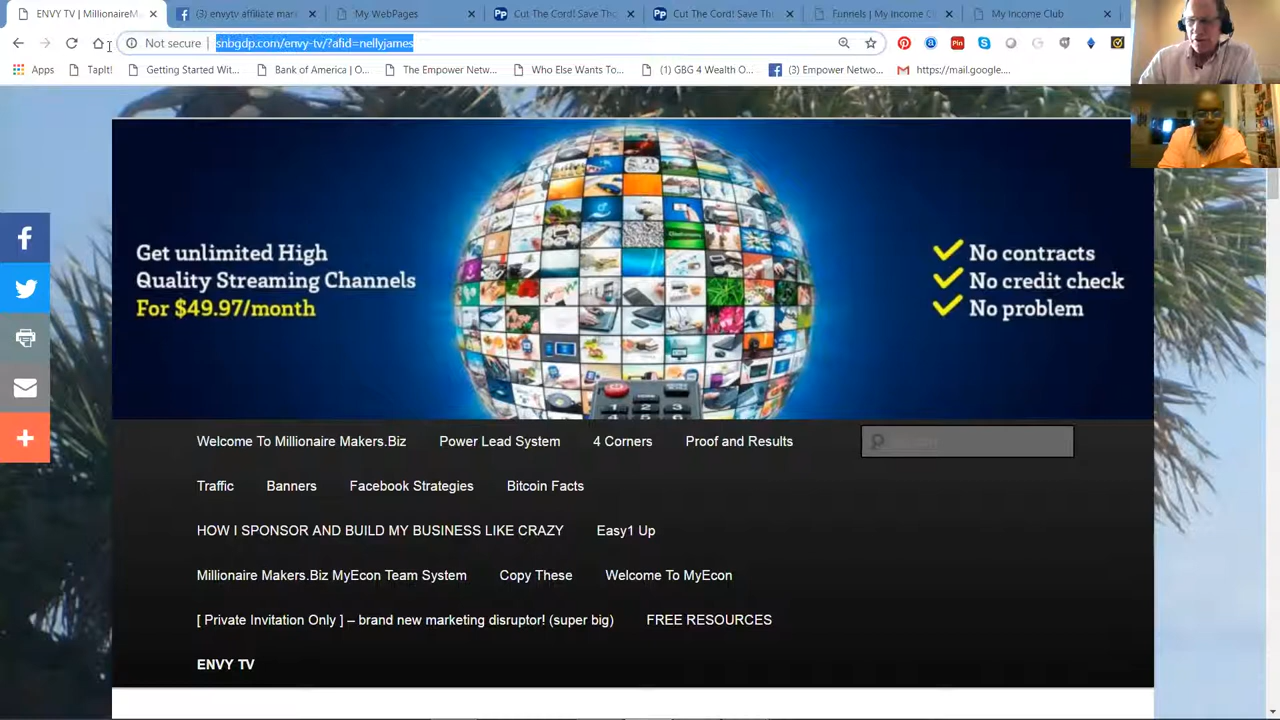 ENVY TV | MillionaireM
(3) envytv affiliate mar
My WebPages
Cut The Cord! Save Tho
Cut The Cord! Save Tho
Funnels | My Income C
My Income Club
Not secure
snbgdp.com/envy-tv/?afid=nellyjames
Apps
TapIt!
Getting Started Wit...
Bank of America | O...
The Empower Netw...
Who Else Wants To...
(1) GBG 4 Wealth O...
(3) Empower Netwo...
https://mail.google....
Get unlimited High
Quality Streaming Channels
For $49.97/month
No contracts
No credit check
No problem
Welcome To Millionaire Makers.Biz
Power Lead System
4 Corners
Proof and Results
Traffic
Banners
Facebook Strategies
Bitcoin Facts
HOW I SPONSOR AND BUILD MY BUSINESS LIKE CRAZY
Easy1 Up
Millionaire Makers.Biz MyEcon Team System
Copy These
Welcome To MyEcon
[ Private Invitation Only ] – brand new marketing disruptor! (super big)
FREE RESOURCES
ENVY TV